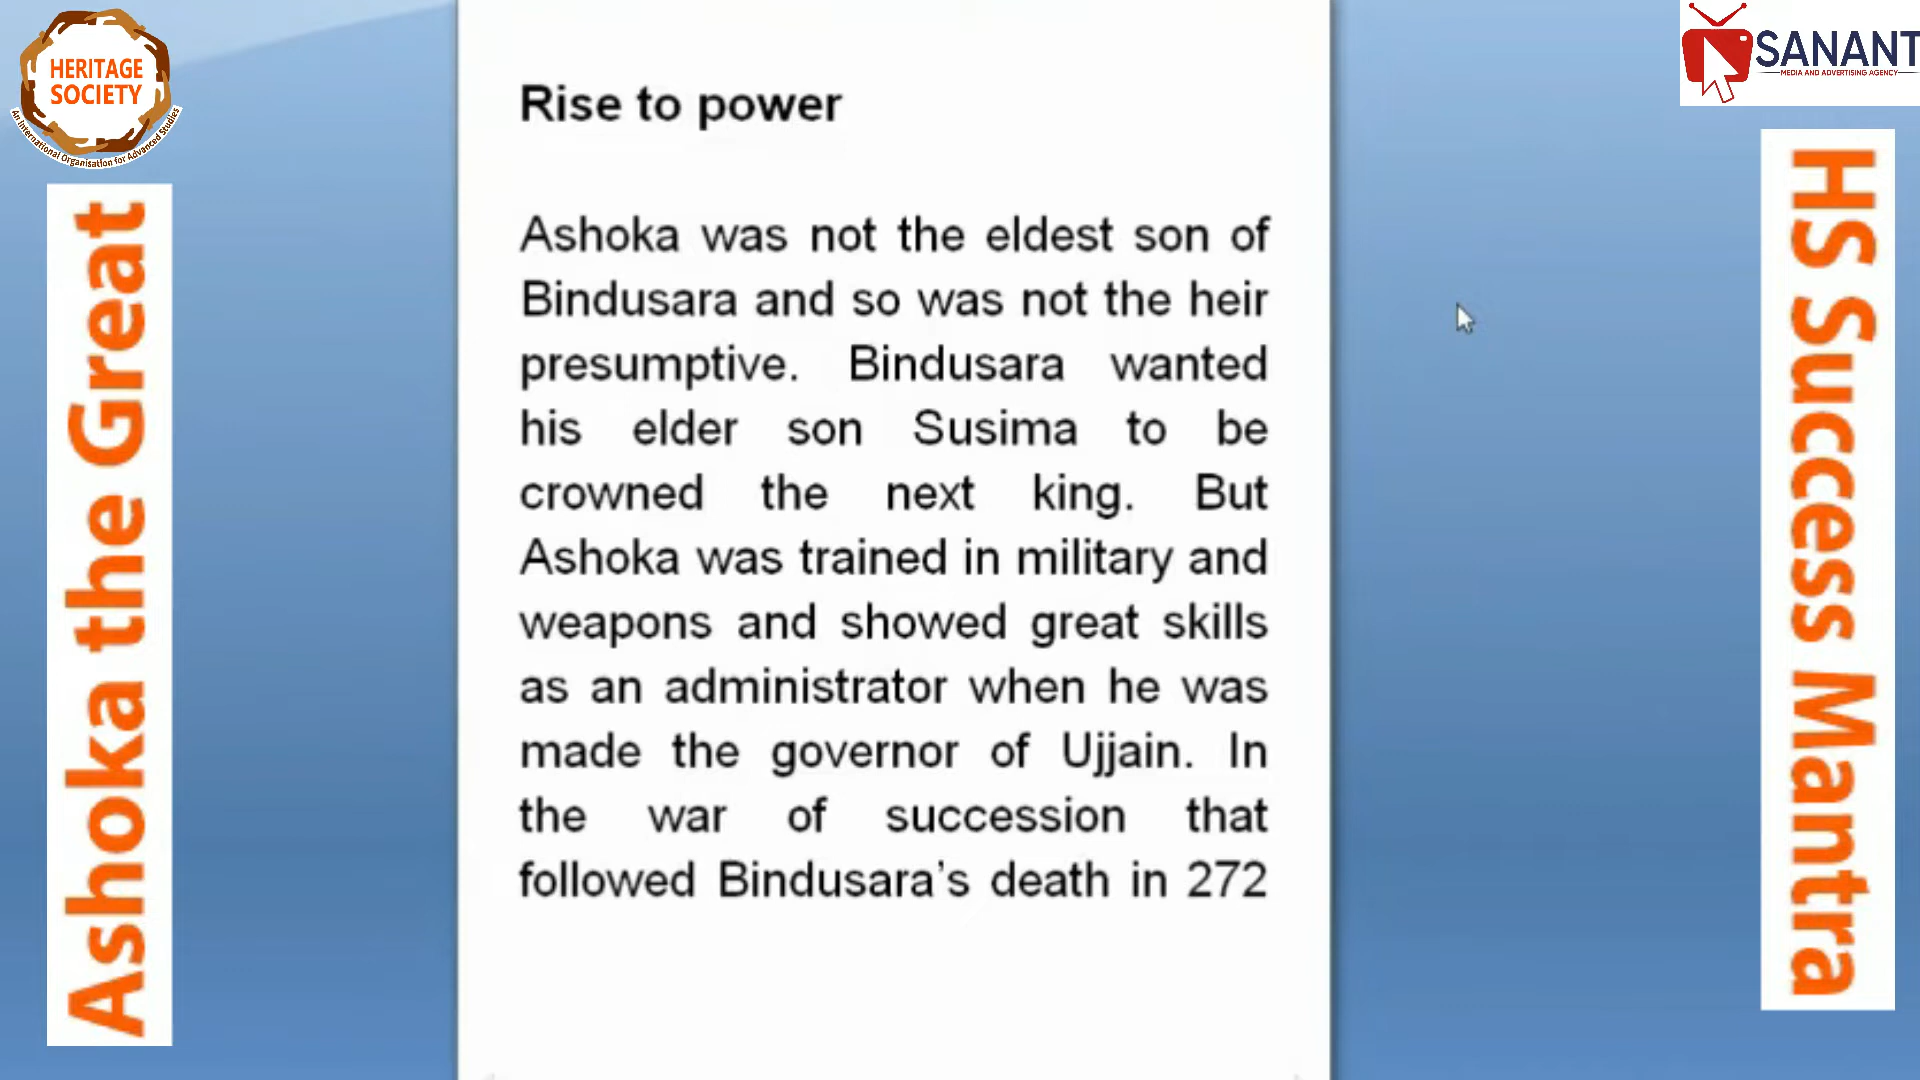 HERITAGE
SOCIETY
An International Organisation for Advanced Studies
SANANT
MEDIA AND ADVERTISING AGENCY
Ashoka the Great
HS Success Mantra
Rise to power
Ashoka was not the eldest son of
Bindusara and so was not the heir
presumptive. Bindusara wanted
his elder son Susima to be
crowned the next king. But
Ashoka was trained in military and
weapons and showed great skills
as an administrator when he was
made the governor of Ujjain. In
the war of succession that
followed Bindusara’s death in 272